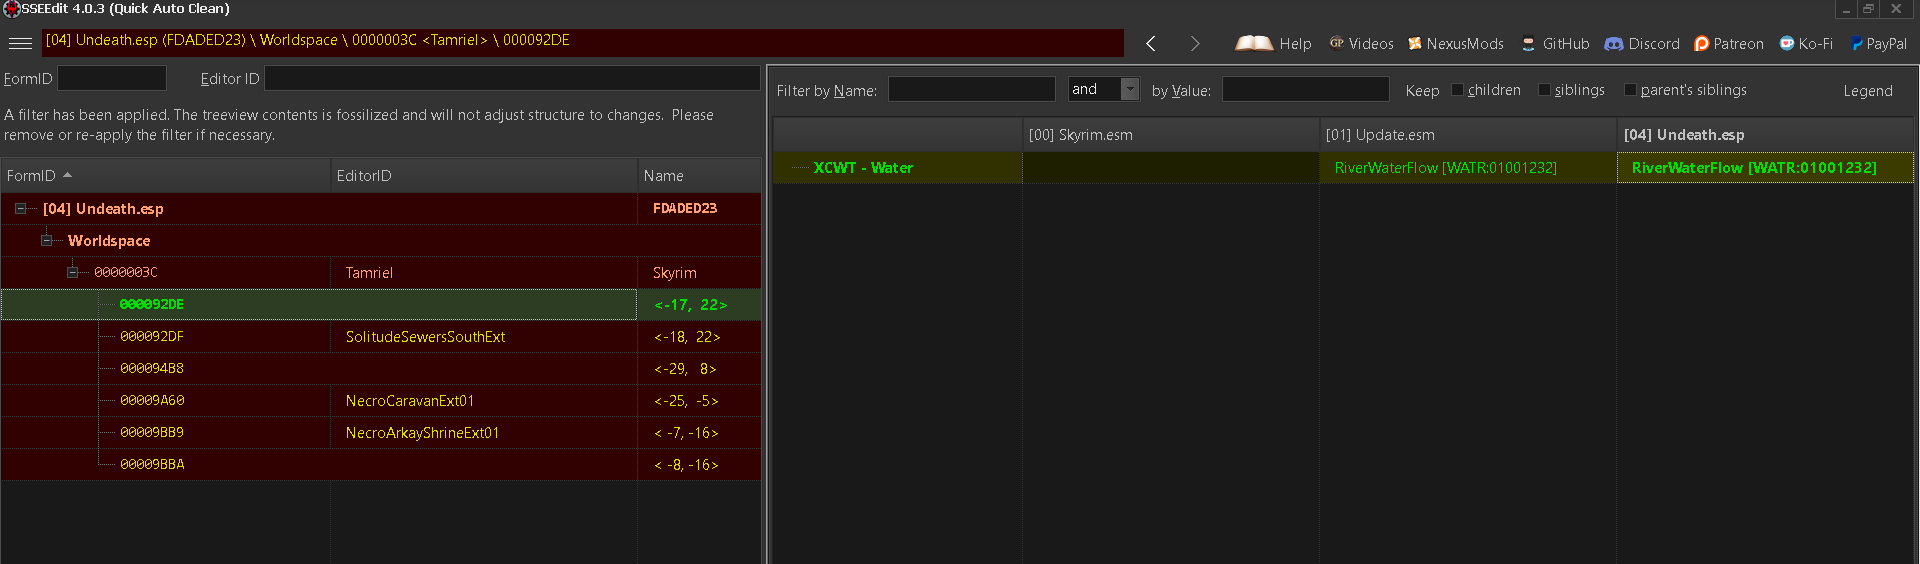 SSEEdit 4.0.3 (Quick Auto Clean)
[04] Undeath.esp (FDADED23) \ Worldspace \ 0000003C <Tamriel> \ 000092DE
Help Videos NexusMods GitHub Discord Patreon Ko-Fi PayPal
FormID Editor ID
A filter has been applied. The treeview contents is fossilized and will not adjust structure to changes. Please
remove or re-apply the filter if necessary.
FormID EditorID Name
[04] Undeath.esp FDADED23
Worldspace
0000003C Tamriel Skyrim
000092DE <-17, 22>
000092DF SolitudeSewersSouthExt <-18, 22>
000094B8 <-29, 8>
00009A60 NecroCaravanExt01 <-25, -5>
00009BB9 NecroArkayShrineExt01 < -7, -16>
00009BBA < -8, -16>
Filter by Name: and by Value: Keep children siblings parent's siblings Legend
[00] Skyrim.esm [01] Update.esm [04] Undeath.esp
XCWT - Water RiverWaterFlow [WATR:01001232] RiverWaterFlow [WATR:01001232]